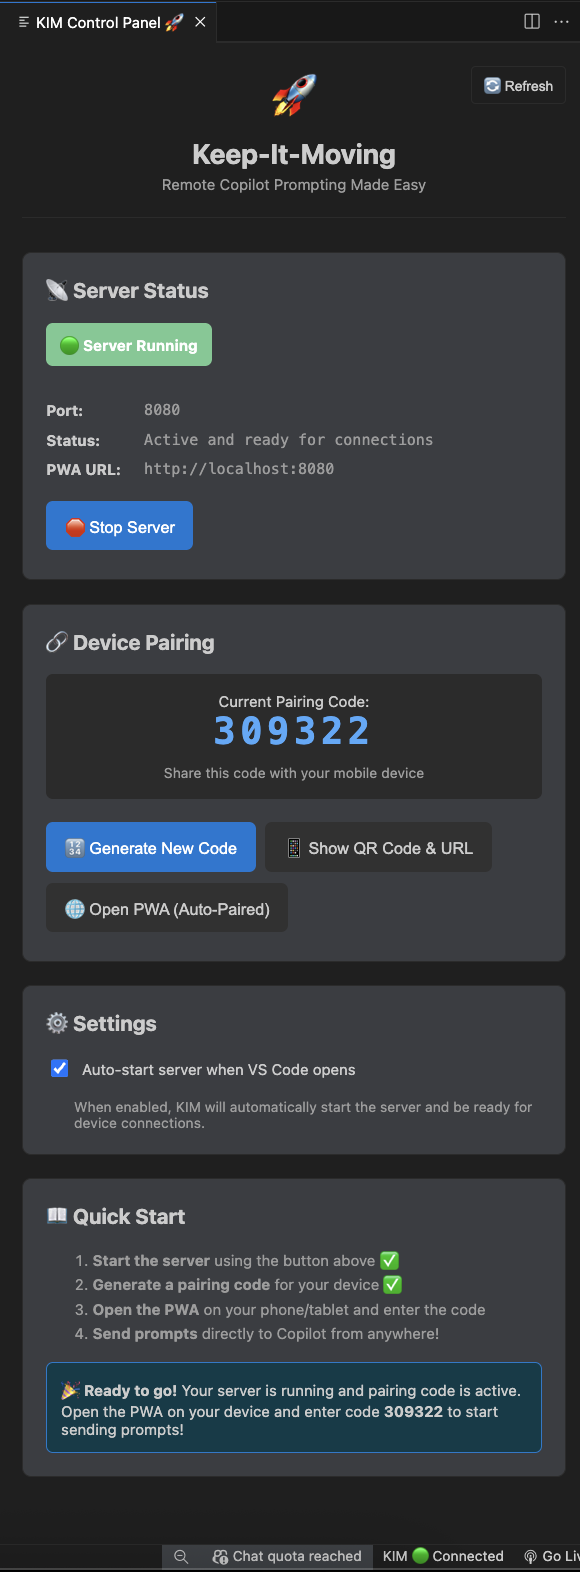 KIM Control Panel 🚀
Refresh
Keep-It-Moving
Remote Copilot Prompting Made Easy
📡 Server Status
🟢 Server Running
Port: 8080
Status: Active and ready for connections
PWA URL: http://localhost:8080
🛑 Stop Server
🔗 Device Pairing
Current Pairing Code:
309322
Share this code with your mobile device
🔢 Generate New Code
📱 Show QR Code & URL
🌐 Open PWA (Auto-Paired)
⚙️ Settings
Auto-start server when VS Code opens
When enabled, KIM will automatically start the server and be ready for
device connections.
📖 Quick Start
1. Start the server using the button above ✅
2. Generate a pairing code for your device ✅
3. Open the PWA on your phone/tablet and enter the code
4. Send prompts directly to Copilot from anywhere!
🎉 Ready to go! Your server is running and pairing code is active.
Open the PWA on your device and enter code 309322 to start
sending prompts!
Chat quota reached KIM 🟢 Connected Go Liv